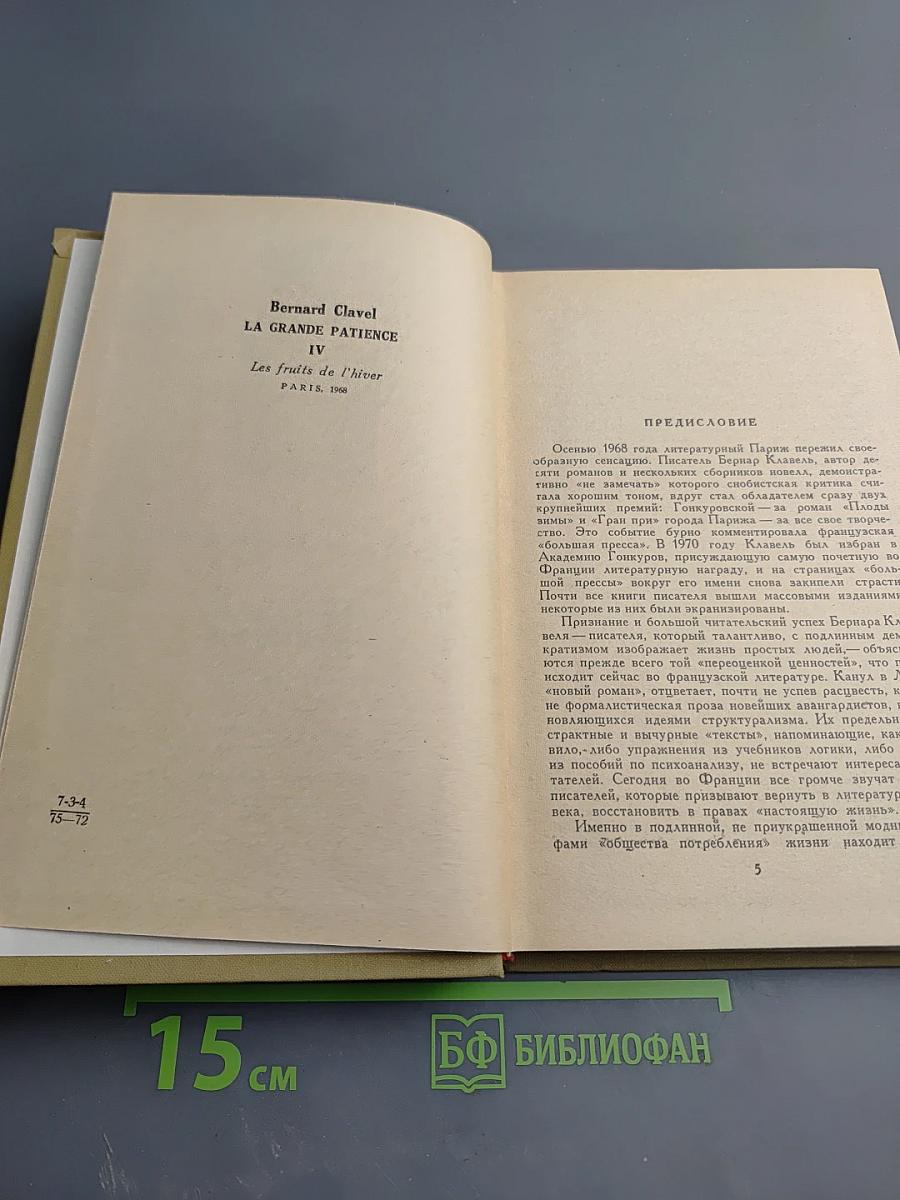 Bernard Clavel
LA GRANDE PATIENCE
IV
Les fruits de l'hiver
PARIS, 1968
7-3-4
75—72
ПРЕДИСЛОВИЕ
Осенью 1968 года литературный Париж пережил свое-
образную сенсацию. Писатель Бернар Клавель, автор де-
сяти романов и нескольких сборников новелл, демонстра-
тивно «не замечать» которого снобистская критика счи-
тала хорошим тоном, вдруг стал обладателем сразу двух
крупнейших премий: Гонкуровской — за роман «Плоды
зимы» и «Гран при» города Парижа — за все свое творче-
ство. Это событие бурно комментировала французская
«большая пресса». В 1970 году Клавель был избран в
Академию Гонкуров, присуждающую самую почетную во
Франции литературную награду, и на страницах «боль-
шой прессы» вокруг его имени снова закипели страсти
Почти все книги писателя вышли массовыми изданиями
некоторые из них были экранизированы.
Признание и большой читательский успех Бернара Кл
веля — писателя, который талантливо, с подлинным дем
кратизмом изображает жизнь простых людей,— объяс
ются прежде всего той «переоценкой ценностей», что п
исходит сейчас во французской литературе. Канул в Л
«новый роман», отцветает, почти не успев расцвесть, к
не формалистическая проза новейших авангардистов,
новляющихся идеями структурализма. Их предельн
страктные и вычурные «тексты», напоминающие, как
вило,-либо упражнения из учебников логики, либо
из пособий по психоанализу, не встречают интереса
тателей. Сегодня во Франции все громче звучат
писателей, которые призывают вернуть в литератур
века, восстановить в правах «настоящую жизнь».
Именно в подлинной, не приукрашенной модн
фами «общества потребления» жизни находит
5
15 см
БФ БИБЛИОФАН